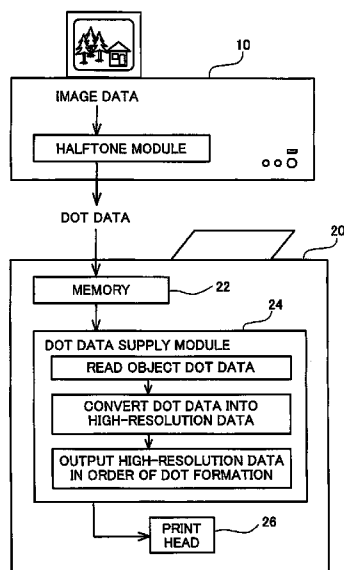 10
IMAGE DATA
HALFTONE MODULE
DOT DATA
20
MEMORY
22
24
DOT DATA SUPPLY MODULE
READ OBJECT DOT DATA
CONVERT DOT DATA INTO
HIGH-RESOLUTION DATA
OUTPUT HIGH-RESOLUTION DATA
IN ORDER OF DOT FORMATION
PRINT
HEAD
26